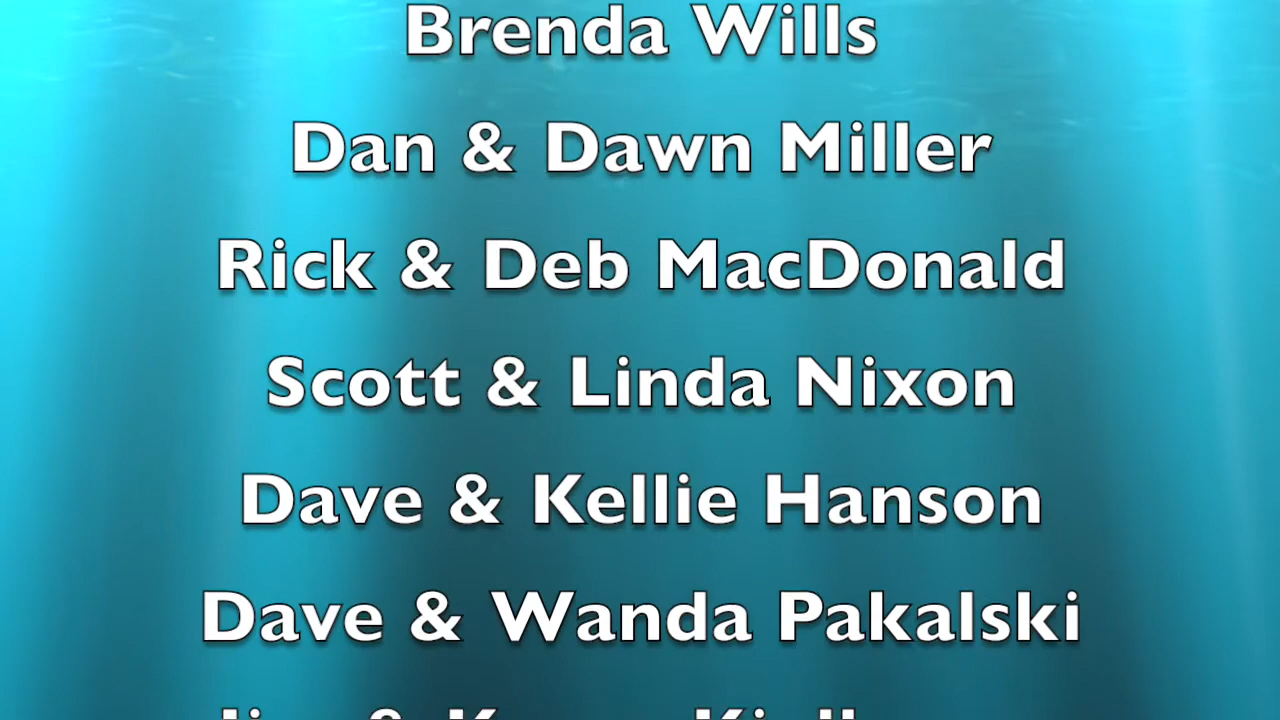 Brenda Wills
Dan & Dawn Miller
Rick & Deb MacDonald
Scott & Linda Nixon
Dave & Kellie Hanson
Dave & Wanda Pakalski
&